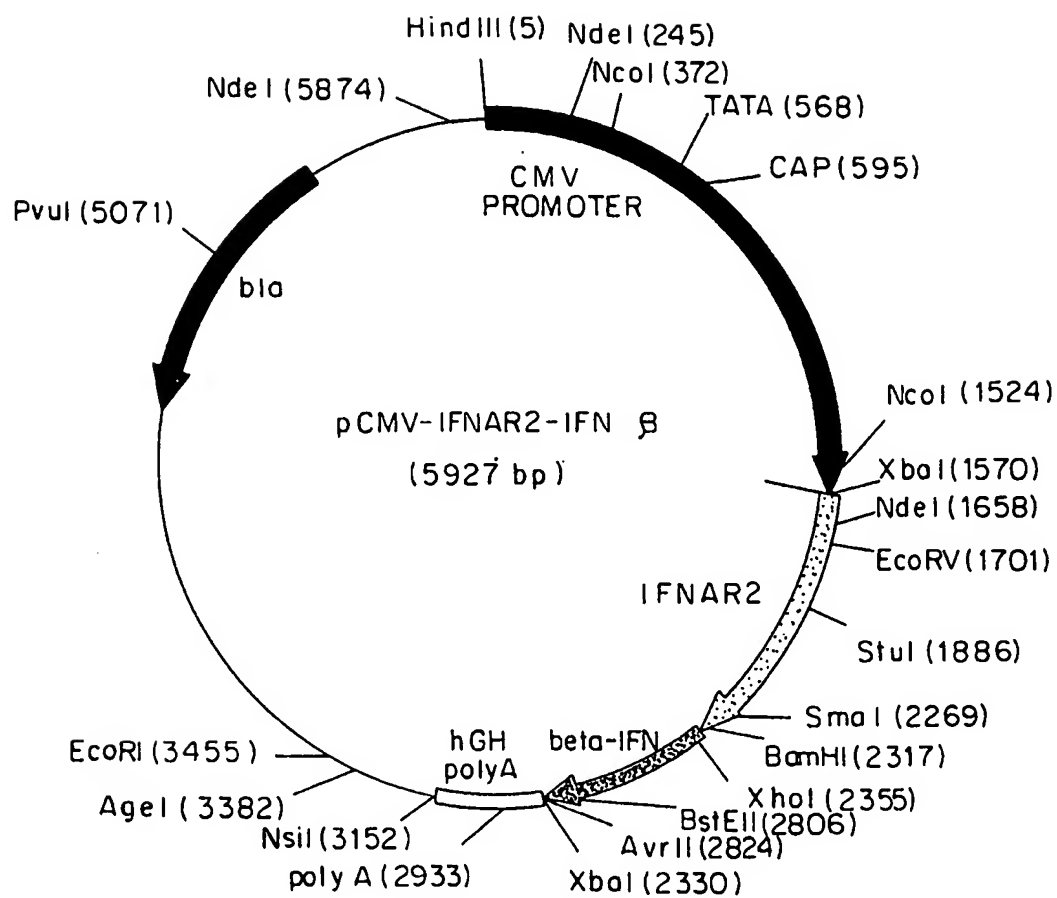 HindIII (5)
NdeI (245)
NcoI (372)
NdeI (5874)
TATA (568)
CAP (595)
CMV
PROMOTER
PvuI (5071)
bla
NcoI (1524)
pCMV-IFNAR2-IFN β
(5927 bp)
XbaI (1570)
NdeI (1658)
EcoRV (1701)
IFNAR2
StuI (1886)
SmaI (2269)
hGH
polyA
beta-IFN
EcoRI (3455)
BamHI (2317)
AgeI (3382)
XhoI (2355)
BstEII (2806)
NsiI (3152)
AvrII (2824)
poly A (2933)
XbaI (2330)